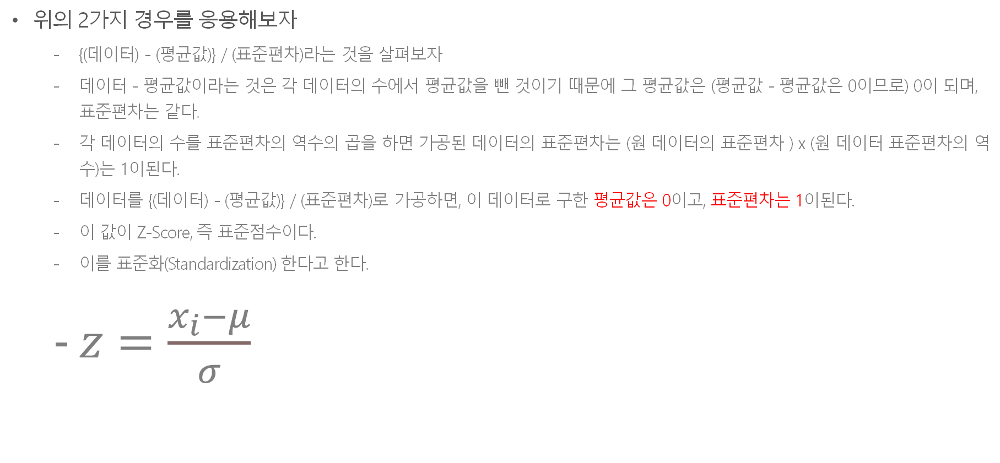 • 위의 2가지 경우를 응용해보자
- {(데이터) - (평균값)} / (표준편차)라는 것을 살펴보자
- 데이터 - 평균값이라는 것은 각 데이터의 수에서 평균값을 뺀 것이기 때문에 그 평균값은 (평균값 - 평균값은 0이므로) 0이 되며,
표준편차는 같다.
- 각 데이터의 수를 표준편차의 역수의 곱을 하면 가공된 데이터의 표준편차는 (원 데이터의 표준편차 ) x (원 데이터 표준편차의 역
수)는 1이된다.
- 데이터를 {(데이터) - (평균값)} / (표준편차)로 가공하면, 이 데이터로 구한 평균값은 0이고, 표준편차는 1이된다.
- 이 값이 Z-Score, 즉 표준점수이다.
- 이를 표준화(Standardization) 한다고 한다.
- z = (xᵢ−μ)/σ